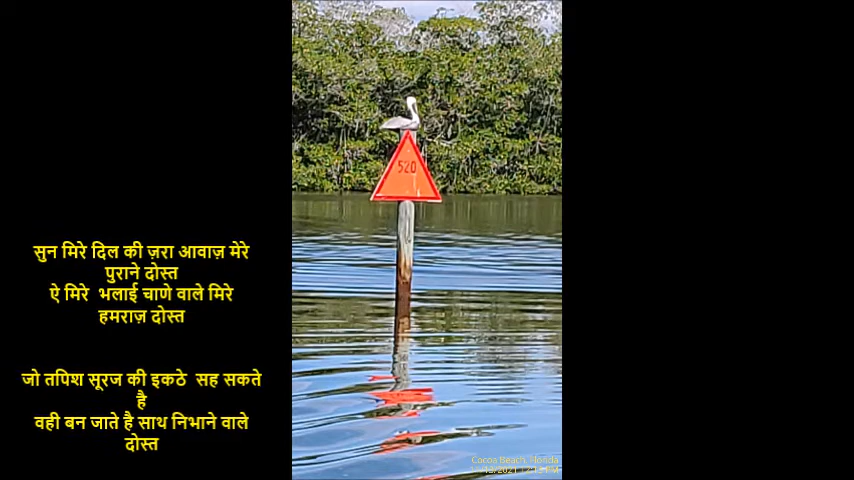 सुन मिरे दिल की ज़रा आवाज़ मेरे
पुराने दोस्त
ऐ मिरे भलाई चाणे वाले मिरे
हमराज़ दोस्त
जो तपिश सूरज की इकठे सह सकते
है
वही बन जाते है साथ निभाने वाले
दोस्त
520
Cocoa Beach, Florida